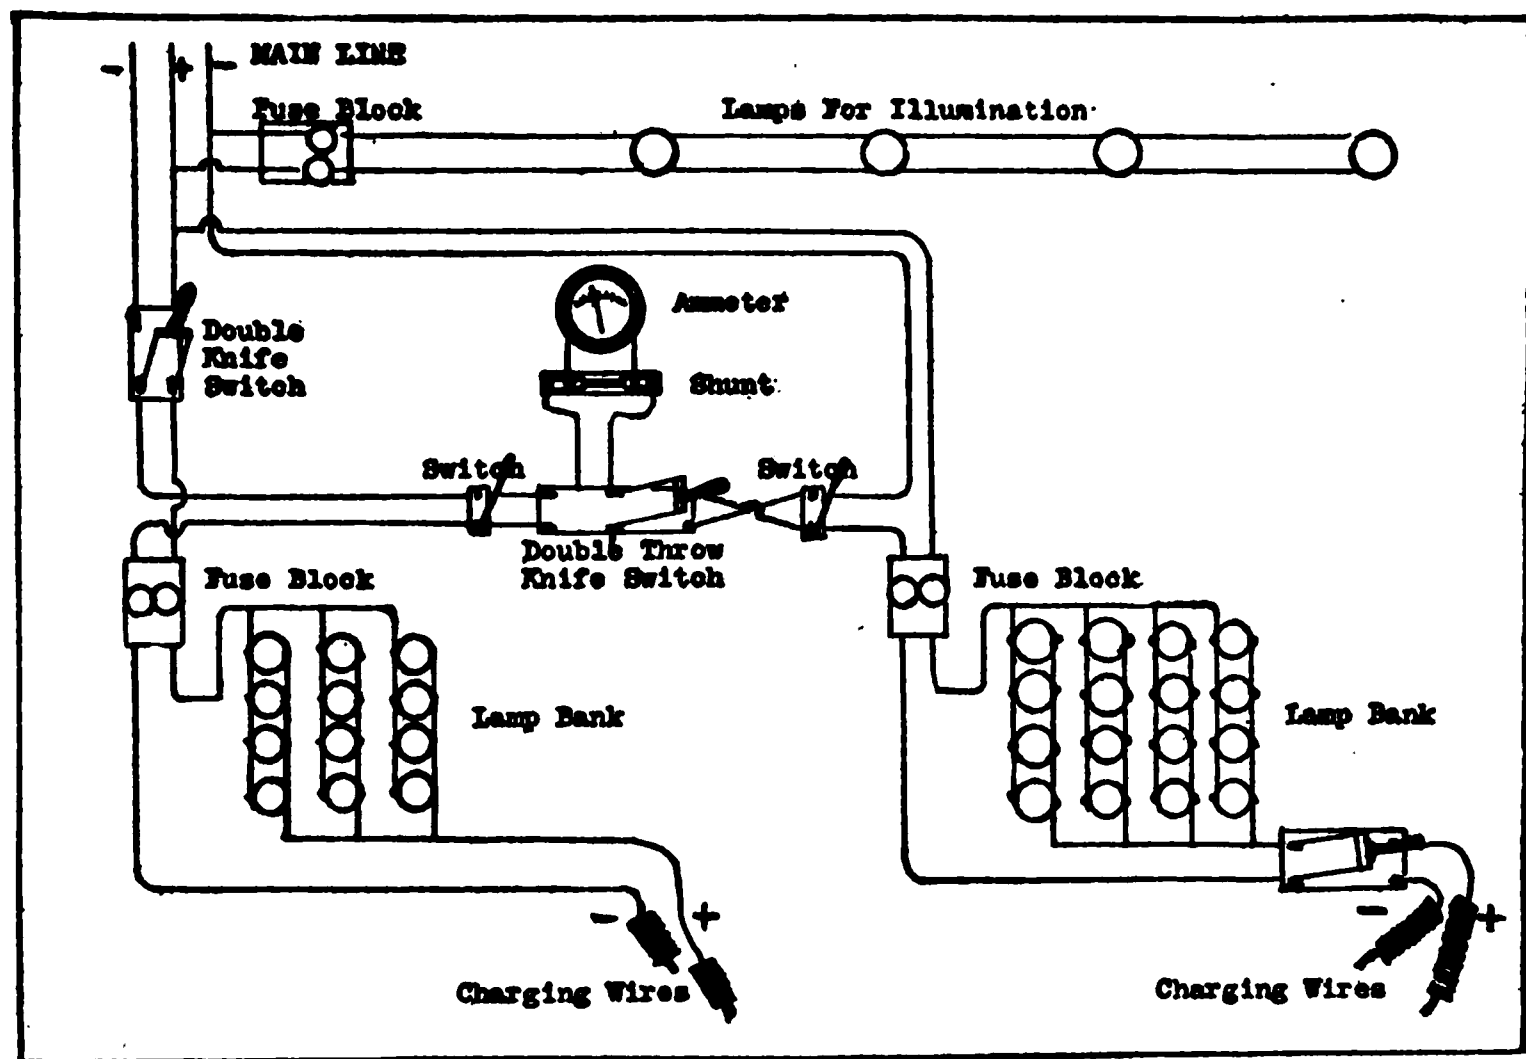 - + - MAIN LINE
Fuse Block
Lamps For Illumination
Ammeter
Double
Knife
Switch
Shunt
Switch
Switch
Double Throw
Knife Switch
Fuse Block
Fuse Block
Lamp Bank
Lamp Bank
- +
- +
Charging Wires
Charging Wires